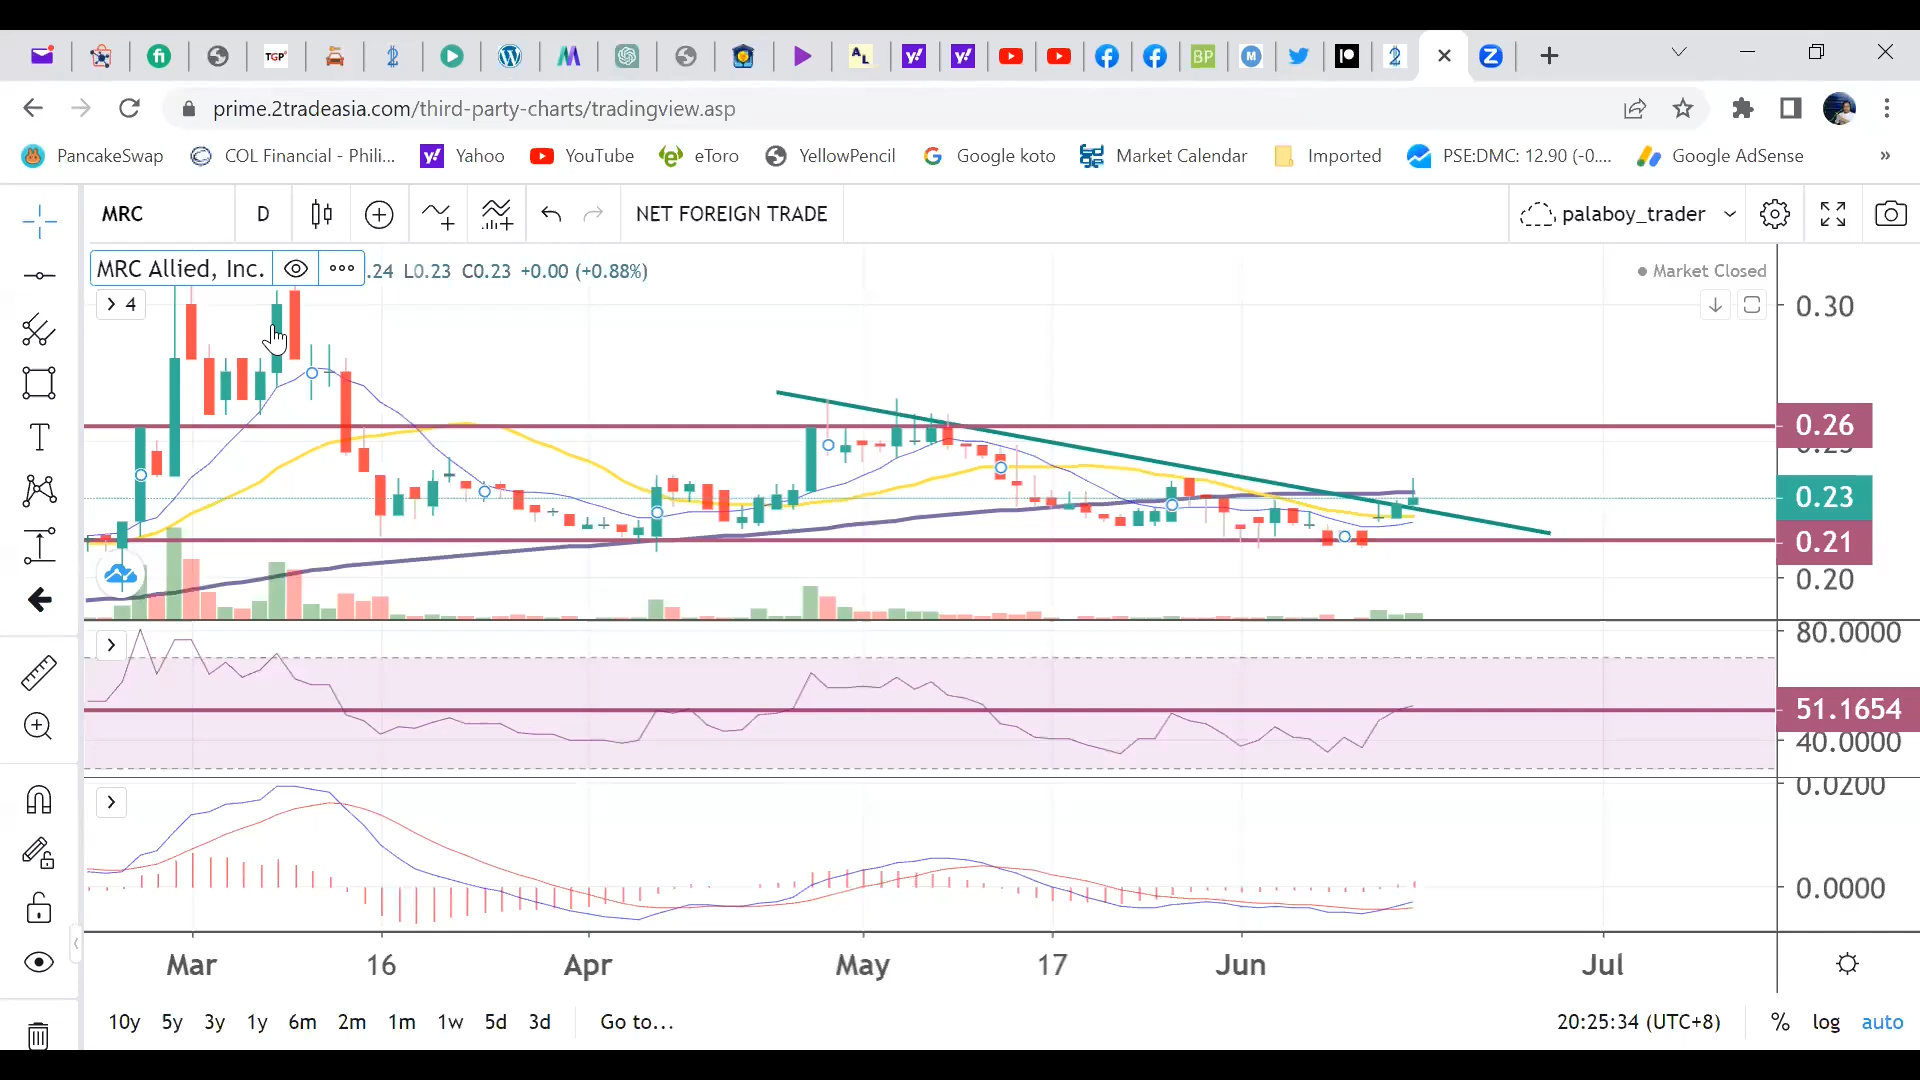 TGP
AL
y!
y!
BP
M
2
Z
prime.2tradeasia.com/third-party-charts/tradingview.asp
PancakeSwap
COL Financial - Phili...
y! Yahoo
YouTube
eToro
YellowPencil
Google koto
Market Calendar
Imported
PSE:DMC: 12.90 (-0....
Google AdSense
»
MRC
D
NET FOREIGN TRADE
palaboy_trader
MRC Allied, Inc.
.24 L0.23 C0.23 +0.00 (+0.88%)
Market Closed
4
0.30
0.26
0.23
0.21
0.20
80.0000
51.1654
40.0000
0.0200
0.0000
Mar 16 Apr May 17 Jun Jul
10y 5y 3y 1y 6m 2m 1m 1w 5d 3d Go to...
20:25:34 (UTC+8) % log auto